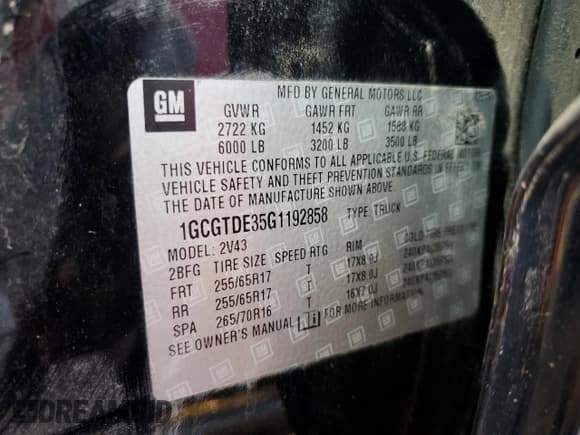 GM
MFD BY GENERAL MOTORS LLC
GVWR GAWR FRT GAWR RR
2722 KG 1452 KG 1588 KG
6000 LB 3200 LB 3500 LB
THIS VEHICLE CONFORMS TO ALL APPLICABLE U.S. FEDERAL MOTOR
VEHICLE SAFETY AND THEFT PREVENTION STANDARDS IN EFFECT ON
THE DATE OF MANUFACTURE SHOWN ABOVE.
1GCGTDE35G1192858 TYPE: TRUCK
MODEL: 2V43
2BFG TIRE SIZE SPEED RTG RIM COLD TIRE
FRT 255/65R17 T 17X8.0J
RR 255/65R17 T 17X8.0J
SPA 265/70R16 T 16X7.0J
SEE OWNER'S MANUAL FOR MORE INFORMATION